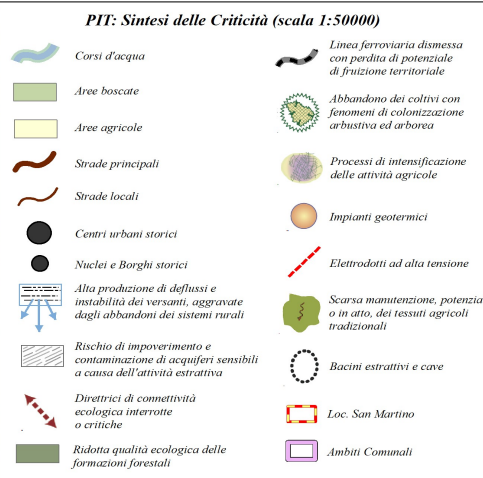 PIT: Sintesi delle Criticità (scala 1:50000)
Corsi d'acqua
Aree boscate
Aree agricole
Strade principali
Strade locali
Centri urbani storici
Nuclei e Borghi storici
Alta produzione di deflussi e
instabilità dei versanti, aggravate
dagli abbandoni dei sistemi rurali
Rischio di impoverimento e
contaminazione di acquiferi sensibili
a causa dell'attività estrattiva
Direttrici di connettività
ecologica interrotte
o critiche
Ridotta qualità ecologica delle
formazioni forestali
Linea ferroviaria dismessa
con perdita di potenziale
di fruizione territoriale
Abbandono dei coltivi con
fenomeni di colonizzazione
arbustiva ed arborea
Processi di intensificazione
delle attività agricole
Impianti geotermici
Elettrodotti ad alta tensione
Scarsa manutenzione, potenzia
o in atto, dei tessuti agricoli
tradizionali
Bacini estrattivi e cave
Loc. San Martino
Ambiti Comunali